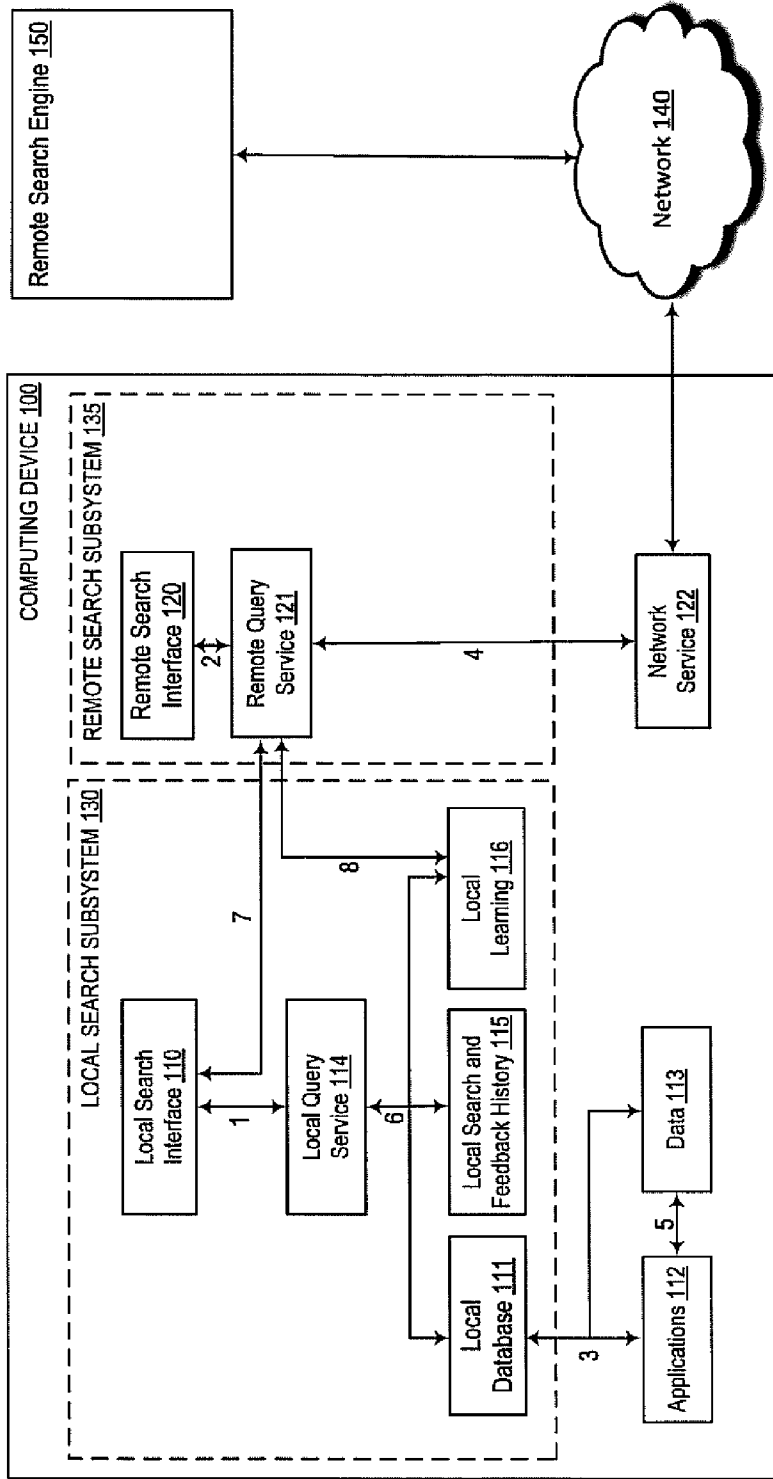 COMPUTING DEVICE 100
LOCAL SEARCH SUBSYSTEM 130
Local Search
Interface 110
1
7
Local Query
Service 114
6
8
Local
Database 111
Local Search and
Feedback History 115
Local
Learning 116
3
Applications 112
5
Data 113
REMOTE SEARCH SUBSYSTEM 135
Remote Search
Interface 120
2
Remote Query
Service 121
4
Network
Service 122
Remote Search Engine 150
Network 140